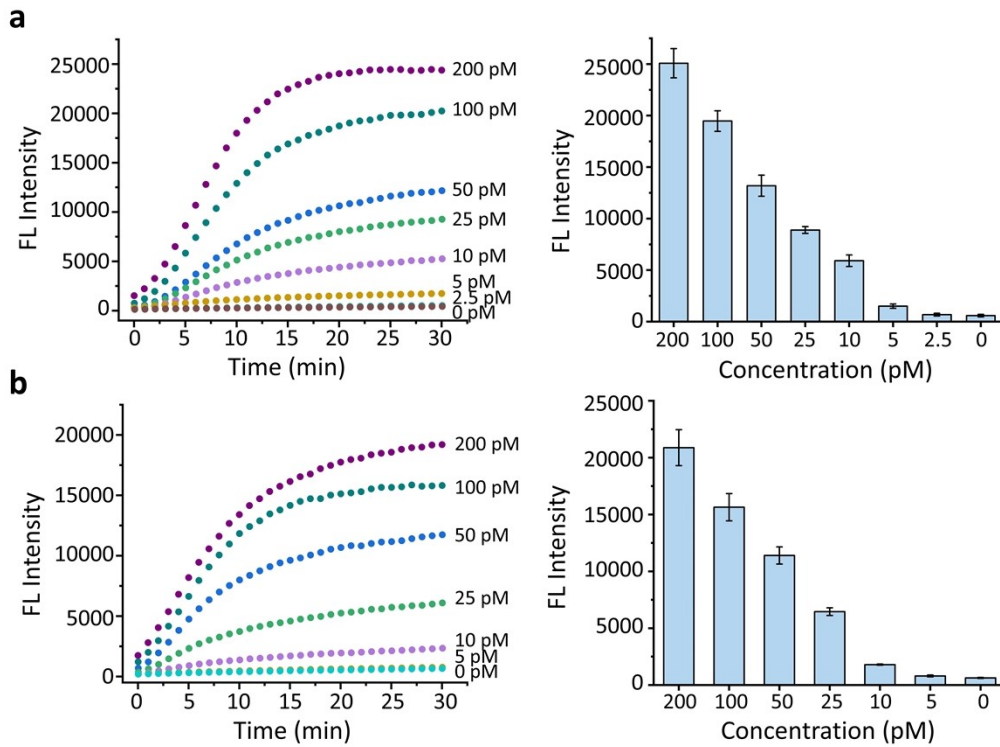 a
FL Intensity
25000
20000
15000
10000
5000
0
200 pM
100 pM
50 pM
25 pM
10 pM
5 pM
2.5 pM
0 pM
0 5 10 15 20 25 30
Time (min)
FL Intensity
25000
20000
15000
10000
5000
0
200 100 50 25 10 5 2.5 0
Concentration (pM)
b
FL Intensity
20000
15000
10000
5000
0
200 pM
100 pM
50 pM
25 pM
10 pM
5 pM
0 pM
0 5 10 15 20 25 30
Time (min)
FL Intensity
25000
20000
15000
10000
5000
0
200 100 50 25 10 5 0
Concentration (pM)